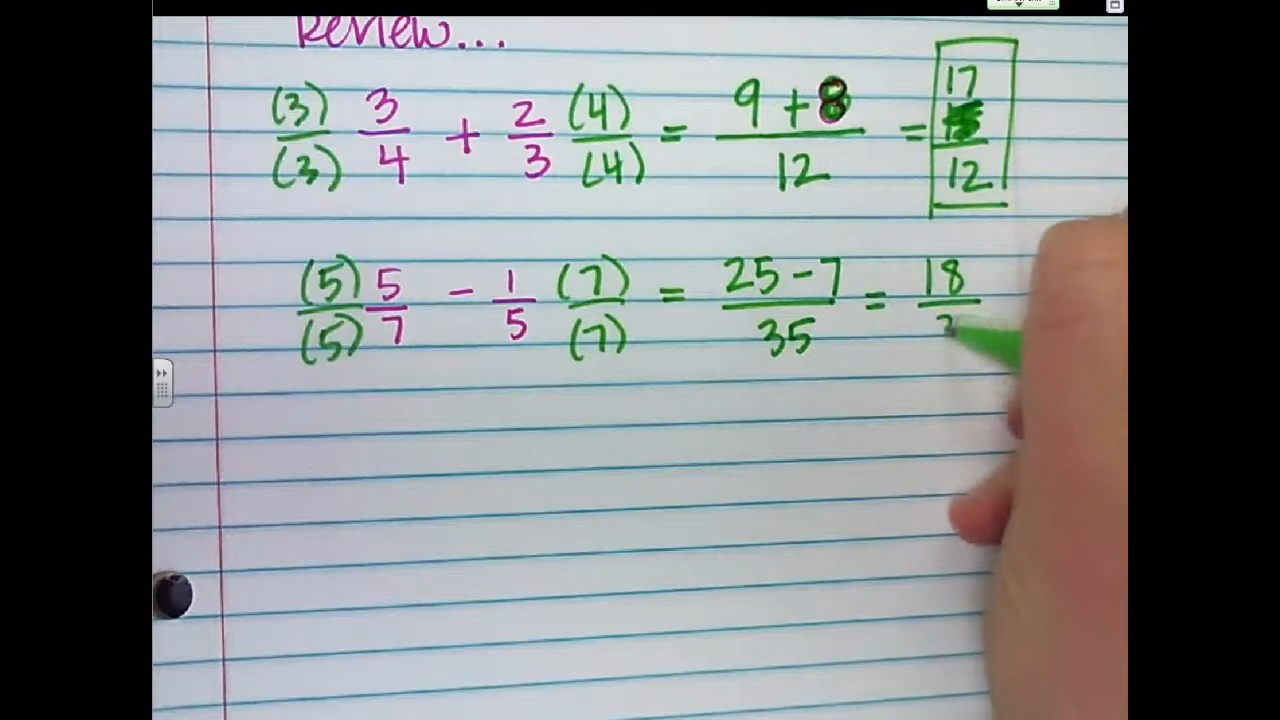 Review...
(3)/(3) 3/4 + 2/3 (4)/(4) = 9 + 8/12 = 17/12
(5)/(5) 5/7 - 1/5 (7)/(7) = 25 - 7/35 = 18/